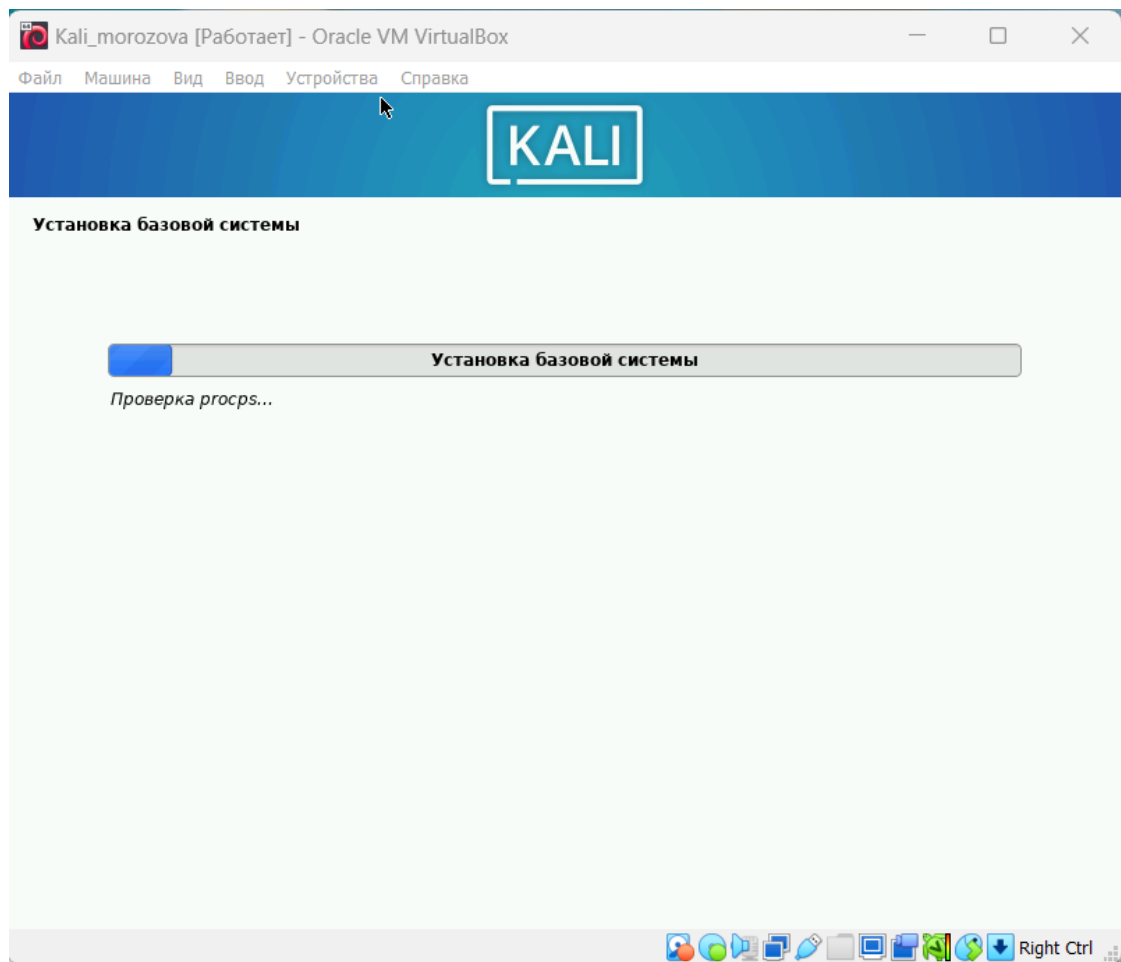 Kali_morozova [Работает] - Oracle VM VirtualBox
Файл Машина Вид Ввод Устройства Справка
KALI
Установка базовой системы
Установка базовой системы
Проверка procps...
Right Ctrl